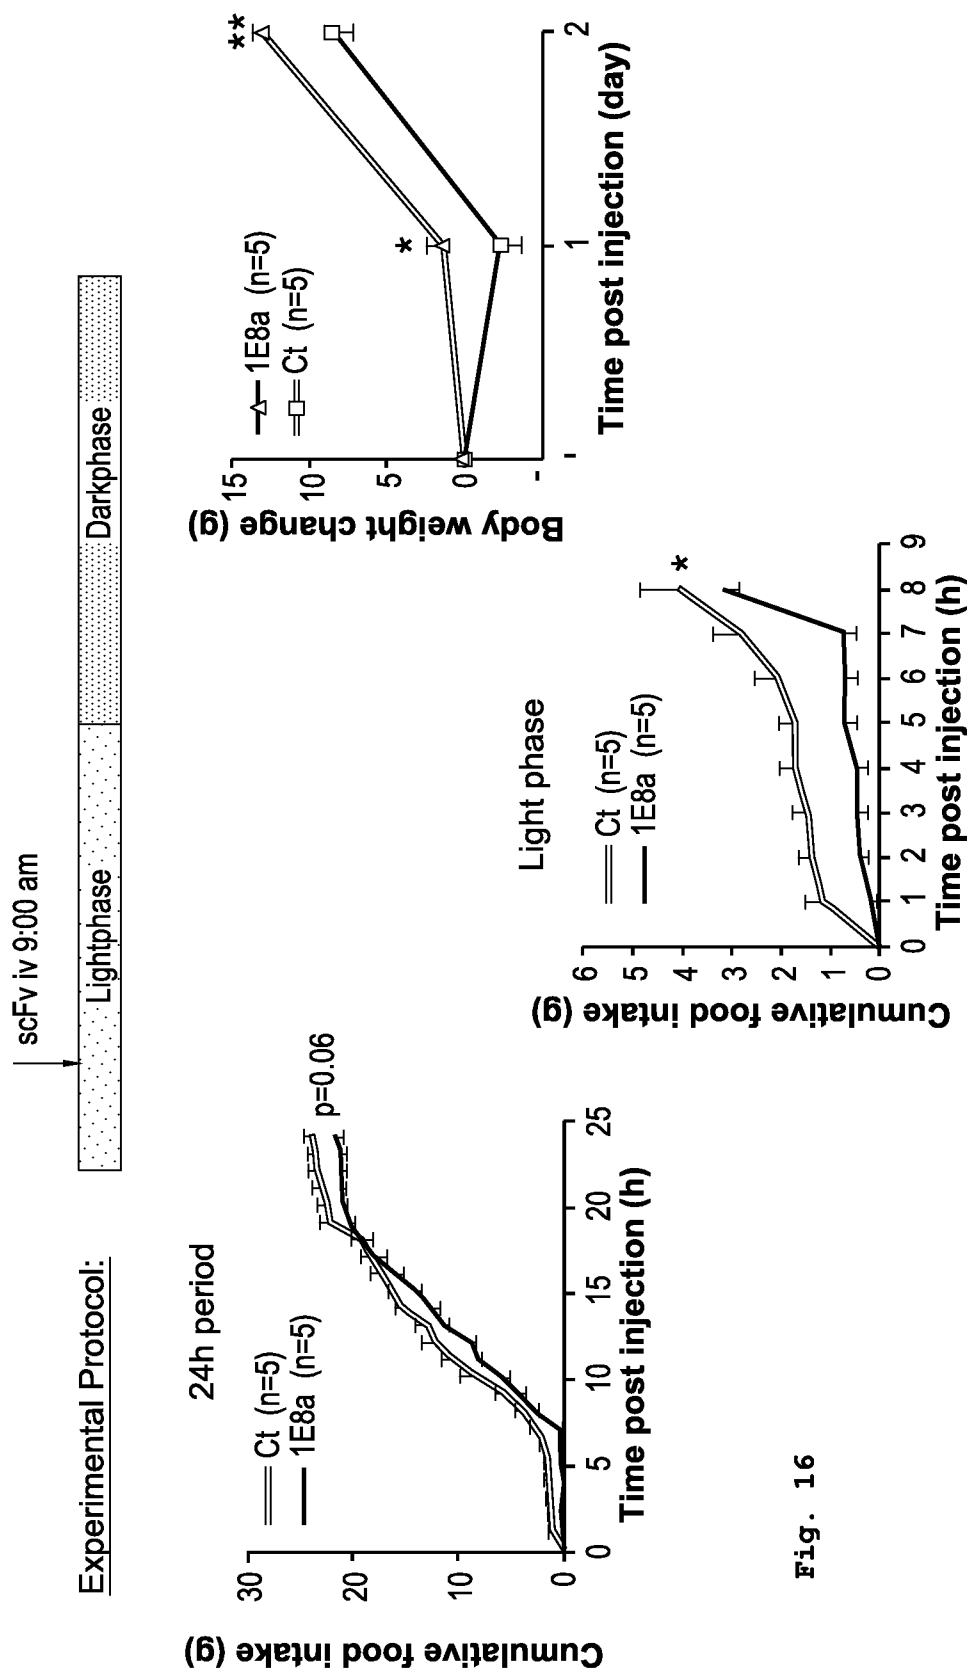 Experimental Protocol:
scFv iv 9:00 am
Lightphase
Darkphase
24h period
Ct (n=5)
1E8a (n=5)
p=0.06
Cumulative food intake (g)
30
20
10
0
0
5
10
15
20
25
Time post injection (h)
Light phase
Ct (n=5)
1E8a (n=5)
*
Cumulative food intake (g)
6
5
4
3
2
1
0
0
1
2
3
4
5
6
7
8
9
Time post injection (h)
1E8a (n=5)
Ct (n=5)
*
**
Body weight change (g)
15
10
5
0
-
-
1
2
Time post injection (day)
Fig. 16